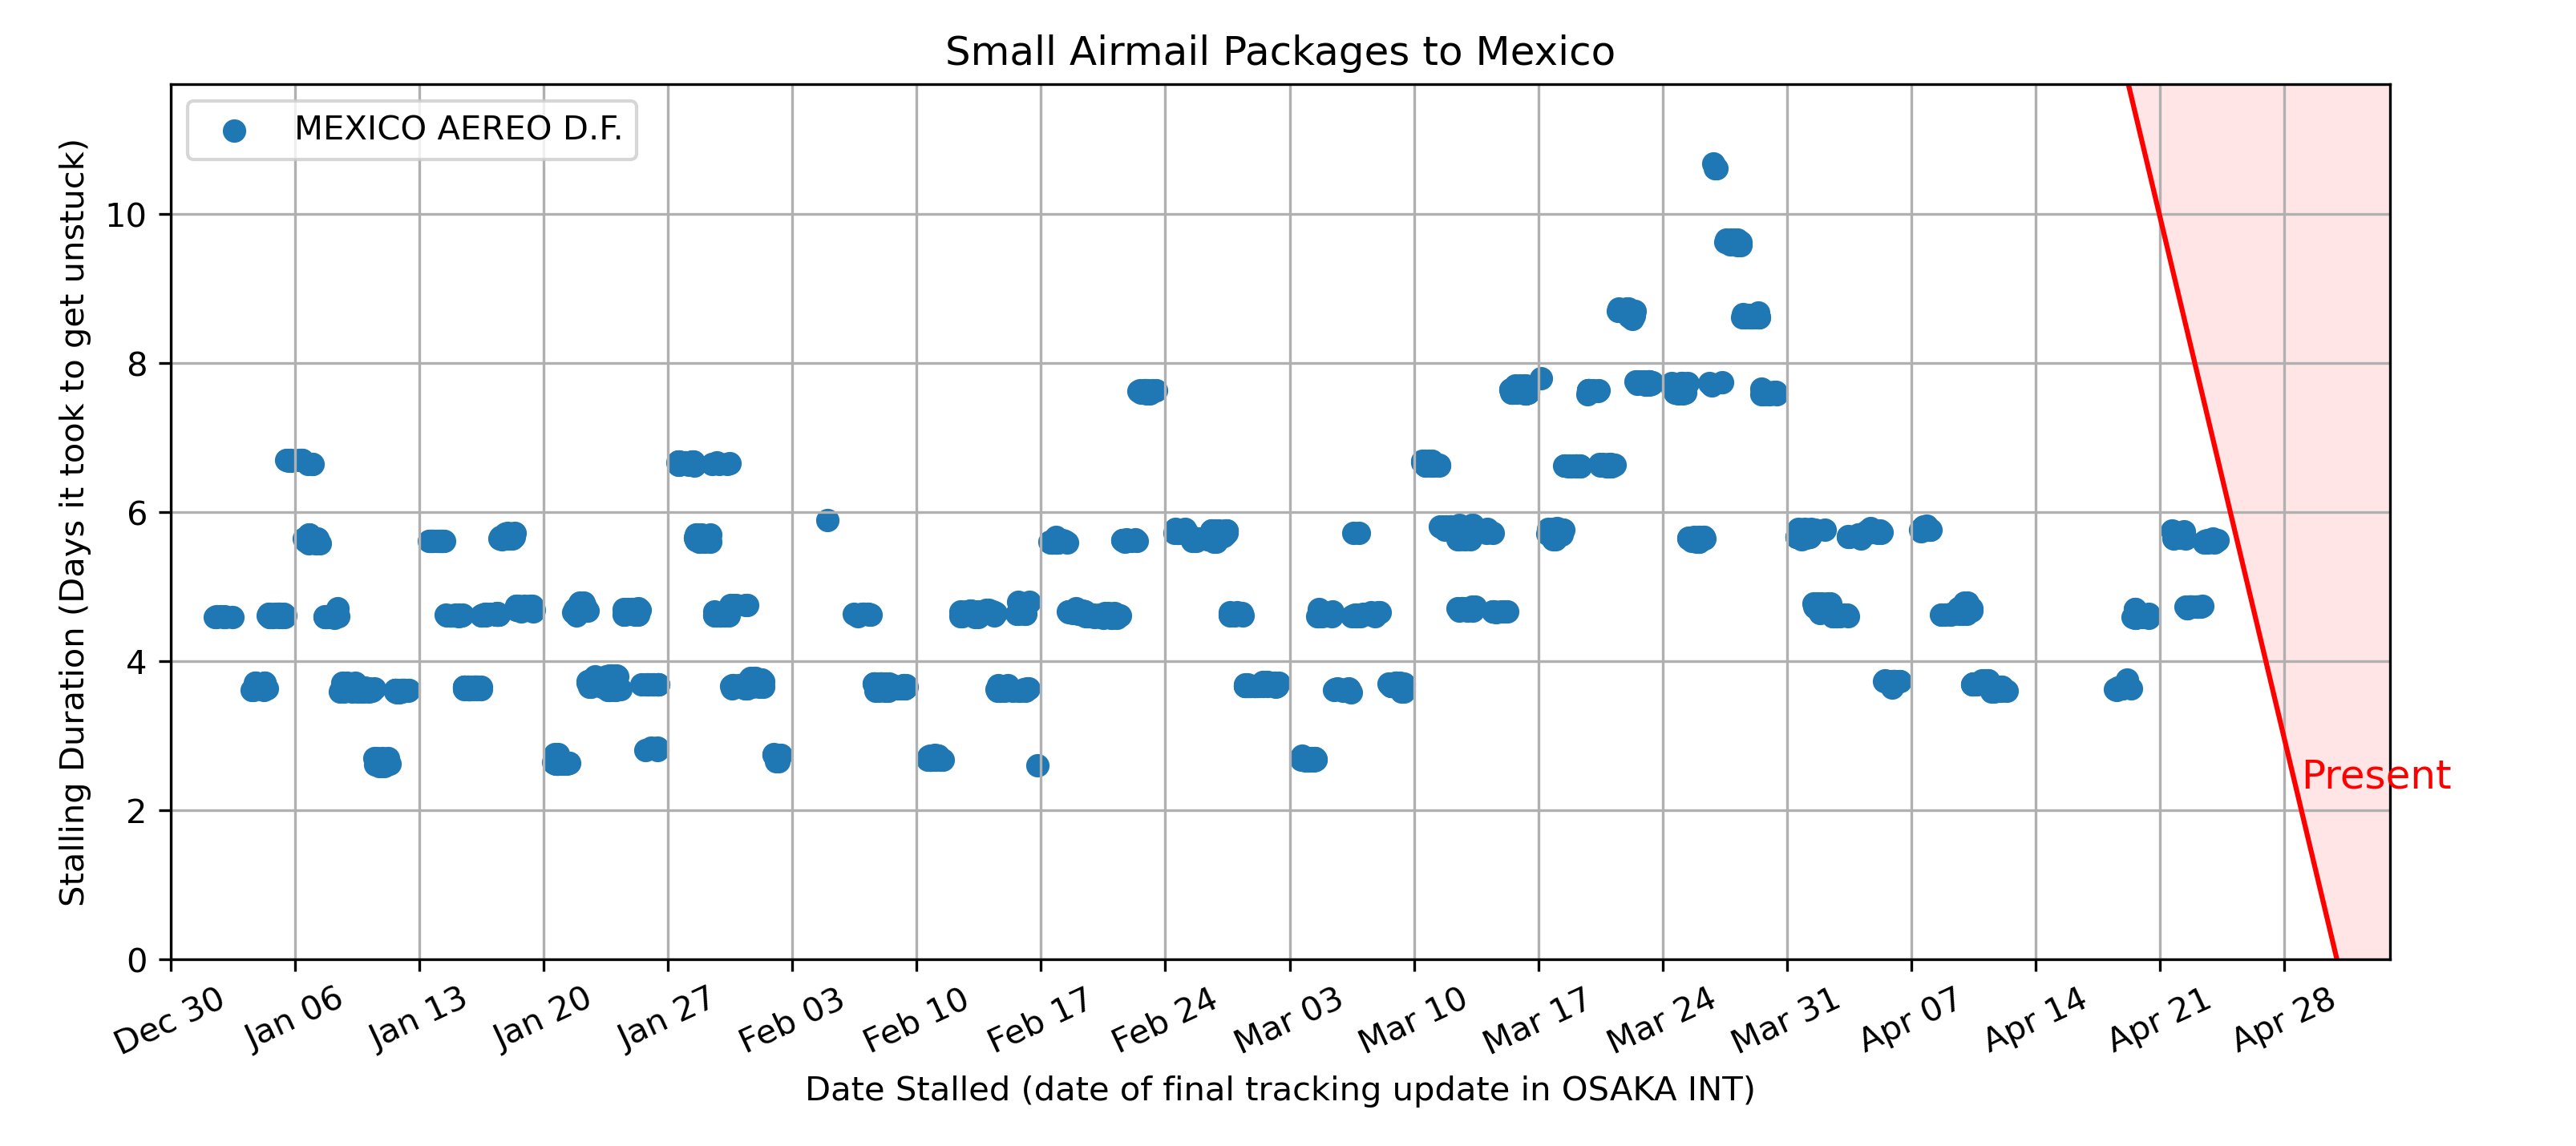 Small Airmail Packages to Mexico
MEXICO AEREO D.F.
Stalling Duration (Days it took to get unstuck)
10
8
6
4
2
0
Present
Dec 30
Jan 06
Jan 13
Jan 20
Jan 27
Feb 03
Feb 10
Feb 17
Feb 24
Mar 03
Mar 10
Mar 17
Mar 24
Mar 31
Apr 07
Apr 14
Apr 21
Apr 28
Date Stalled (date of final tracking update in OSAKA INT)